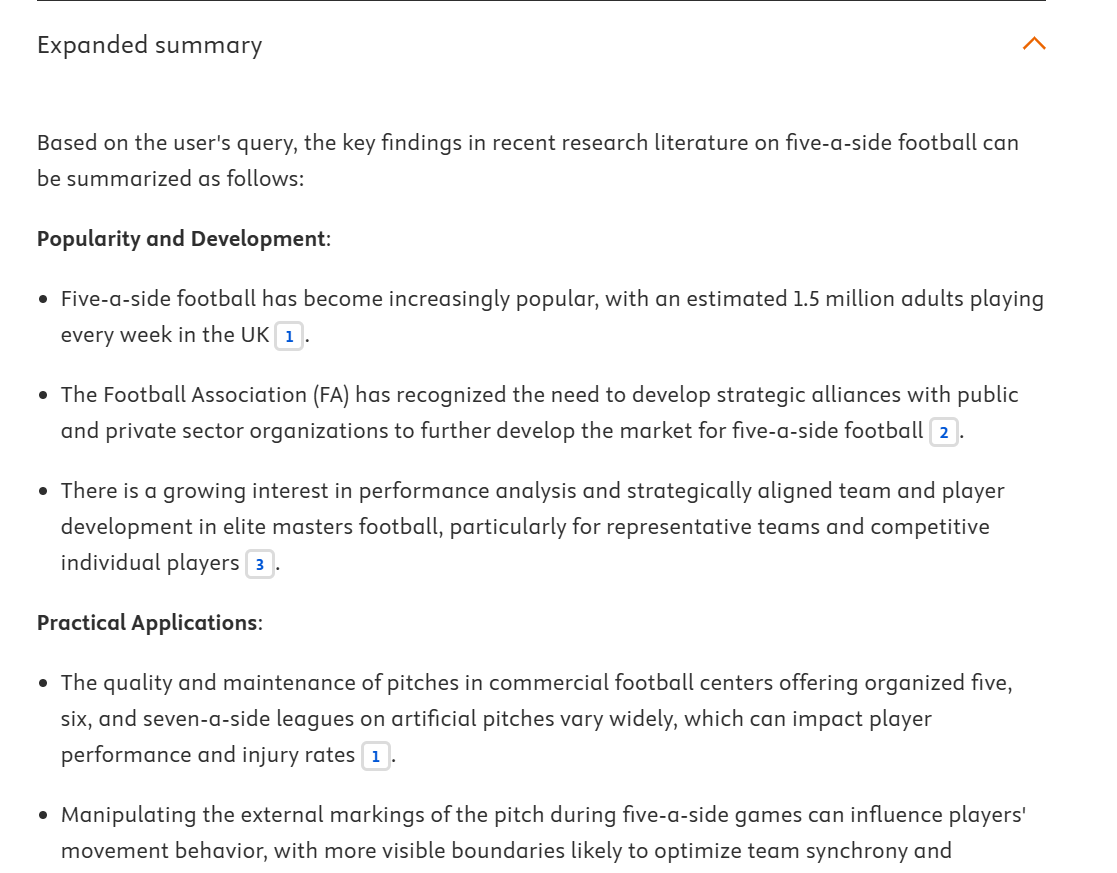 Expanded summary
Based on the user's query, the key findings in recent research literature on five-a-side football can
be summarized as follows:
Popularity and Development:
• Five-a-side football has become increasingly popular, with an estimated 1.5 million adults playing
every week in the UK 1.
• The Football Association (FA) has recognized the need to develop strategic alliances with public
and private sector organizations to further develop the market for five-a-side football 2.
• There is a growing interest in performance analysis and strategically aligned team and player
development in elite masters football, particularly for representative teams and competitive
individual players 3.
Practical Applications:
• The quality and maintenance of pitches in commercial football centers offering organized five,
six, and seven-a-side leagues on artificial pitches vary widely, which can impact player
performance and injury rates 1.
• Manipulating the external markings of the pitch during five-a-side games can influence players'
movement behavior, with more visible boundaries likely to optimize team synchrony and